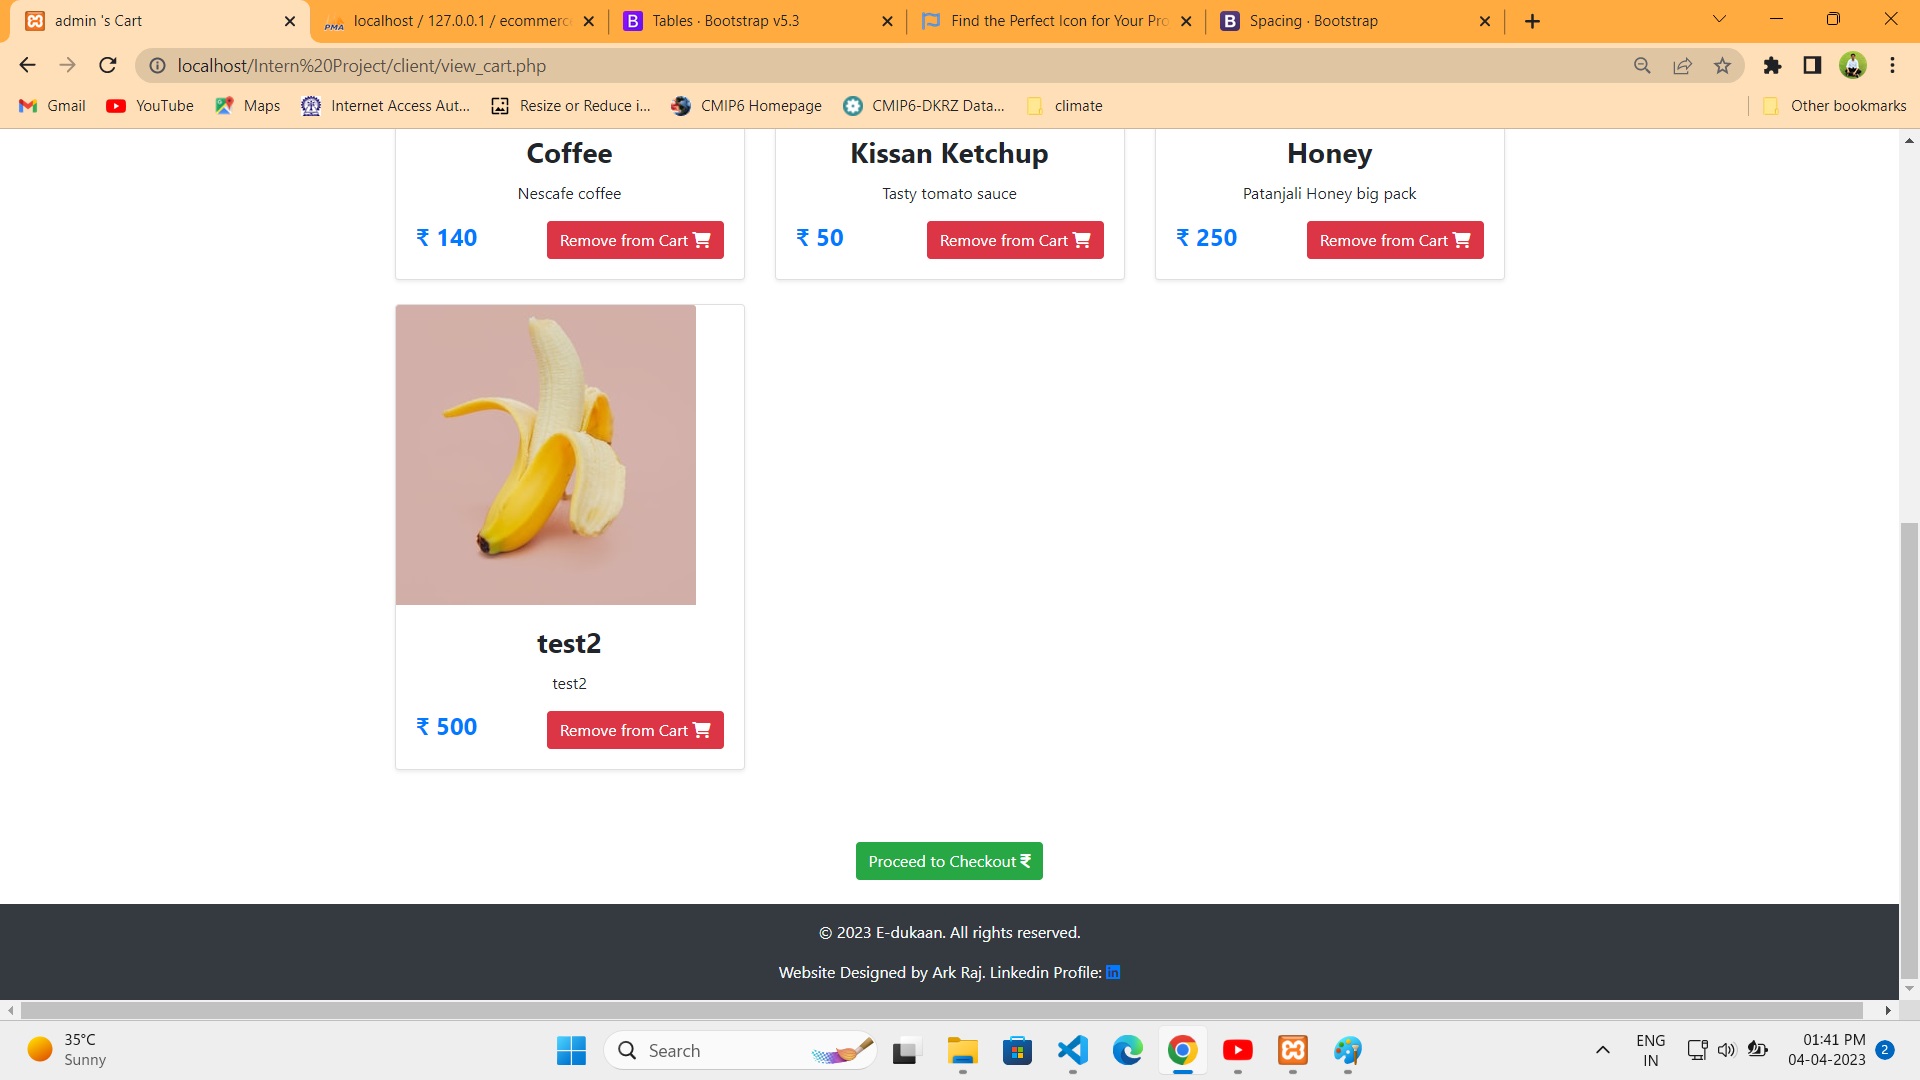 admin 's Cart
localhost / 127.0.0.1 / ecommerc
Tables · Bootstrap v5.3
Find the Perfect Icon for Your Pro
Spacing · Bootstrap
localhost/Intern%20Project/client/view_cart.php
Gmail
YouTube
Maps
Internet Access Aut...
Resize or Reduce i...
CMIP6 Homepage
CMIP6-DKRZ Data...
climate
Other bookmarks
Coffee
Nescafe coffee
₹ 140
Remove from Cart
Kissan Ketchup
Tasty tomato sauce
₹ 50
Remove from Cart
Honey
Patanjali Honey big pack
₹ 250
Remove from Cart
test2
test2
₹ 500
Remove from Cart
Proceed to Checkout ₹
© 2023 E-dukaan. All rights reserved.
Website Designed by Ark Raj. Linkedin Profile: in
35°C
Sunny
Search
ENG
IN
01:41 PM
04-04-2023
2